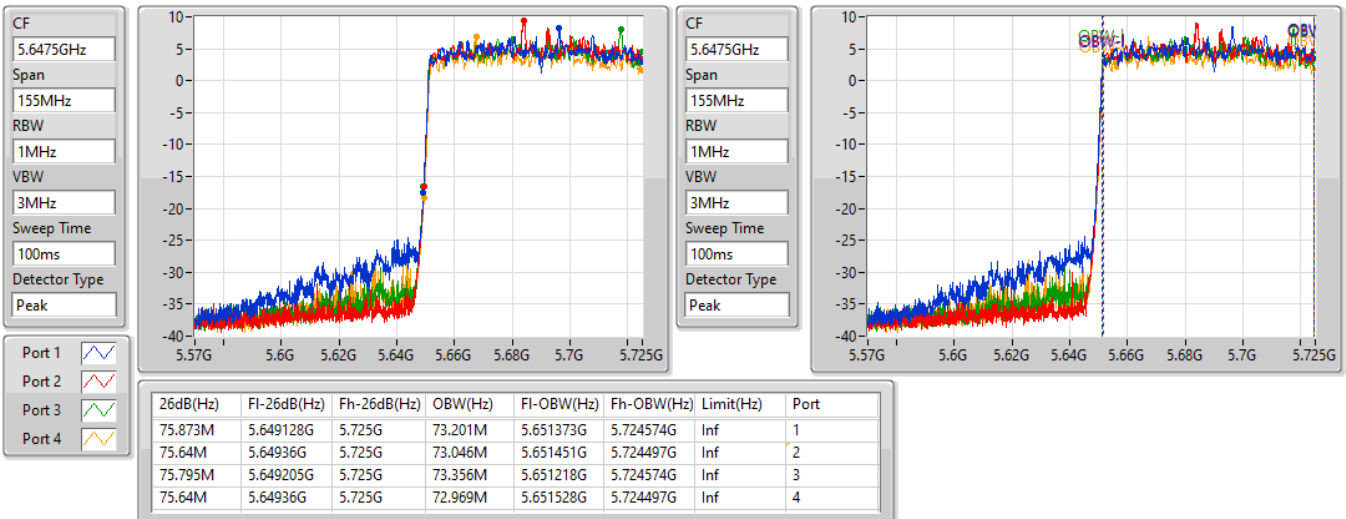 CF
5.6475GHz
Span
155MHz
RBW
1MHz
VBW
3MHz
Sweep Time
100ms
Detector Type
Peak
10
5
0
-5
-10
-15
-20
-25
-30
-35
-40
5.57G 5.6G 5.62G 5.64G 5.66G 5.68G 5.7G 5.725G
CF
5.6475GHz
Span
155MHz
RBW
1MHz
VBW
3MHz
Sweep Time
100ms
Detector Type
Peak
10
5
0
-5
-10
-15
-20
-25
-30
-35
-40
OBW-l
OBW
5.57G 5.6G 5.62G 5.64G 5.66G 5.68G 5.7G 5.725G
Port 1
Port 2
Port 3
Port 4
26dB(Hz) Fl-26dB(Hz) Fh-26dB(Hz) OBW(Hz) Fl-OBW(Hz) Fh-OBW(Hz) Limit(Hz) Port
75.873M 5.649128G 5.725G 73.201M 5.651373G 5.724574G Inf 1
75.64M 5.64936G 5.725G 73.046M 5.651451G 5.724497G Inf 2
75.795M 5.649205G 5.725G 73.356M 5.651218G 5.724574G Inf 3
75.64M 5.64936G 5.725G 72.969M 5.651528G 5.724497G Inf 4